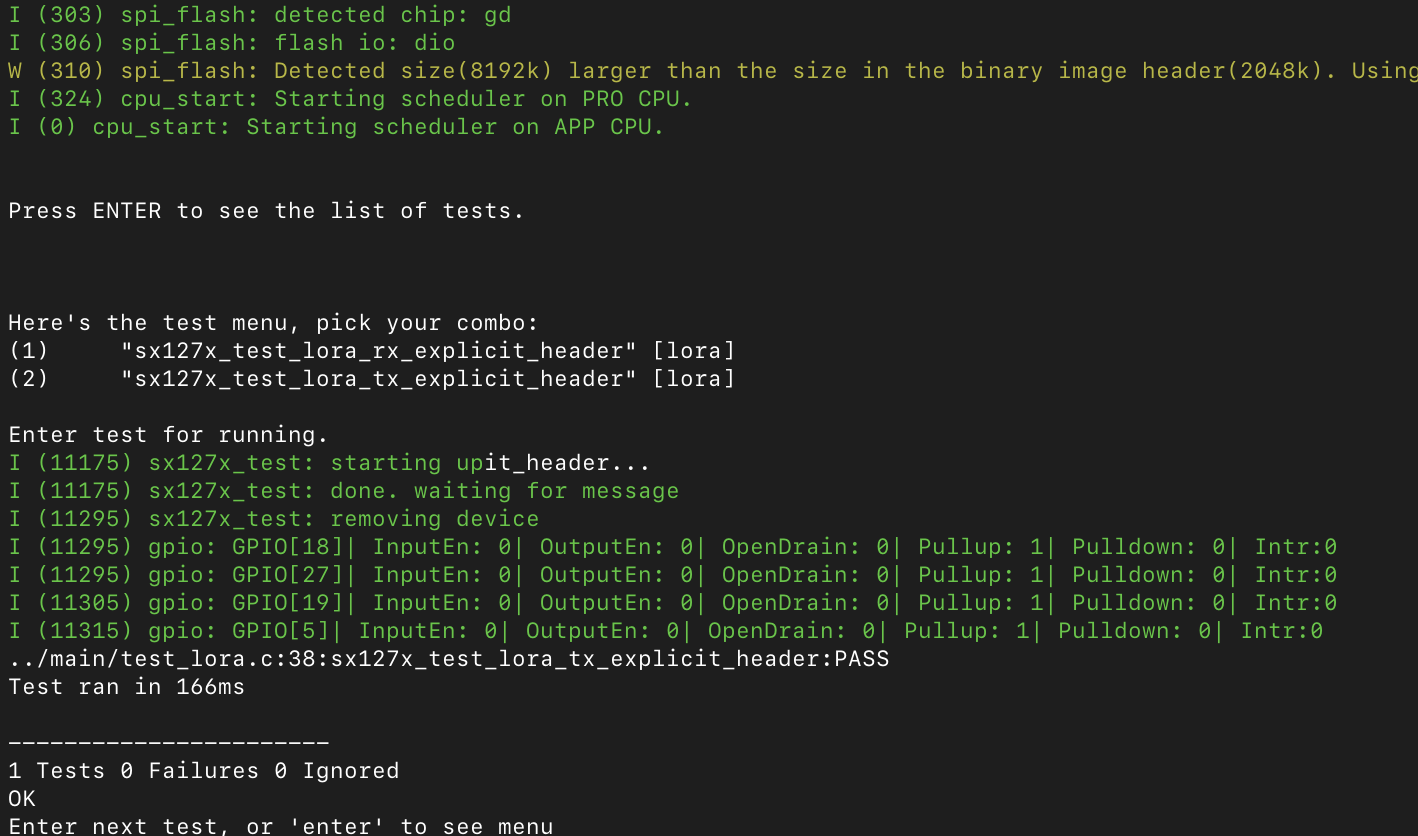 I (303) spi_flash: detected chip: gd
I (306) spi_flash: flash io: dio
W (310) spi_flash: Detected size(8192k) larger than the size in the binary image header(2048k). Using
I (324) cpu_start: Starting scheduler on PRO CPU.
I (0) cpu_start: Starting scheduler on APP CPU.
Press ENTER to see the list of tests.
Here's the test menu, pick your combo:
(1)     "sx127x_test_lora_rx_explicit_header" [lora]
(2)     "sx127x_test_lora_tx_explicit_header" [lora]
Enter test for running.
I (11175) sx127x_test: starting upit_header...
I (11175) sx127x_test: done. waiting for message
I (11295) sx127x_test: removing device
I (11295) gpio: GPIO[18]| InputEn: 0| OutputEn: 0| OpenDrain: 0| Pullup: 1| Pulldown: 0| Intr:0
I (11295) gpio: GPIO[27]| InputEn: 0| OutputEn: 0| OpenDrain: 0| Pullup: 1| Pulldown: 0| Intr:0
I (11305) gpio: GPIO[19]| InputEn: 0| OutputEn: 0| OpenDrain: 0| Pullup: 1| Pulldown: 0| Intr:0
I (11315) gpio: GPIO[5]| InputEn: 0| OutputEn: 0| OpenDrain: 0| Pullup: 1| Pulldown: 0| Intr:0
../main/test_lora.c:38:sx127x_test_lora_tx_explicit_header:PASS
Test ran in 166ms
-----------------------
1 Tests 0 Failures 0 Ignored
OK
Enter next test, or 'enter' to see menu